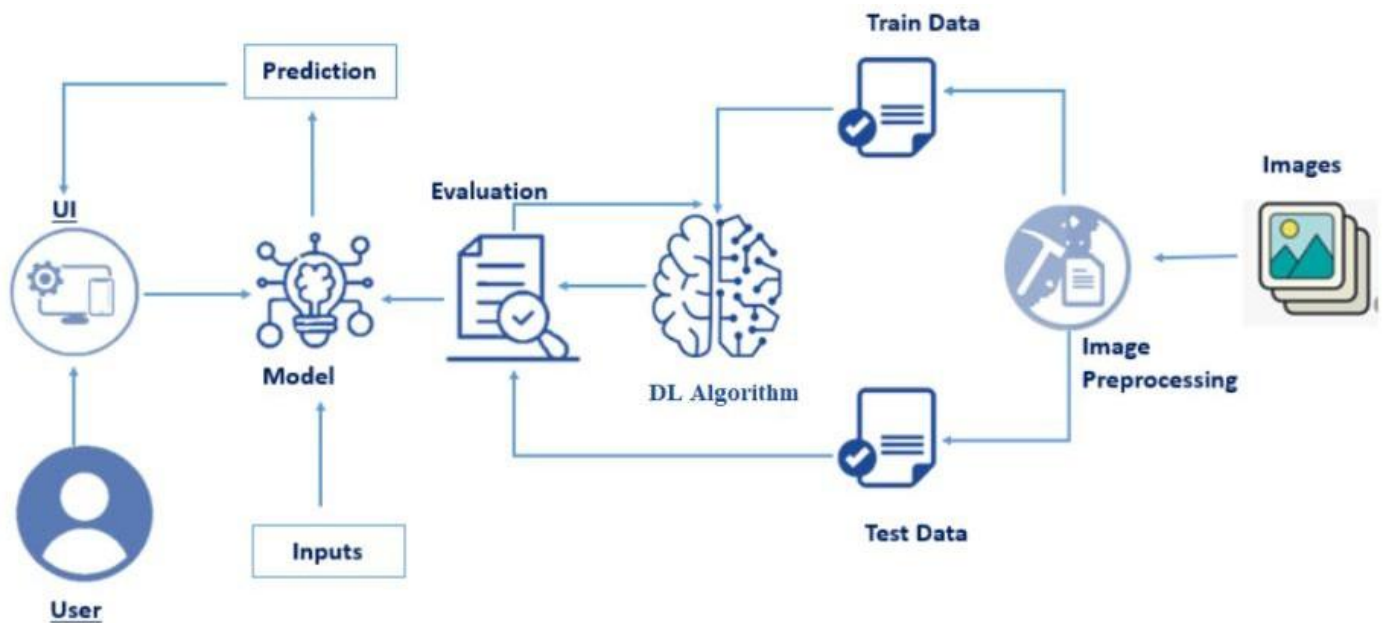 Train Data
Prediction
Images
Evaluation
UI
Image
Preprocessing
Model
DL Algorithm
Test Data
Inputs
User